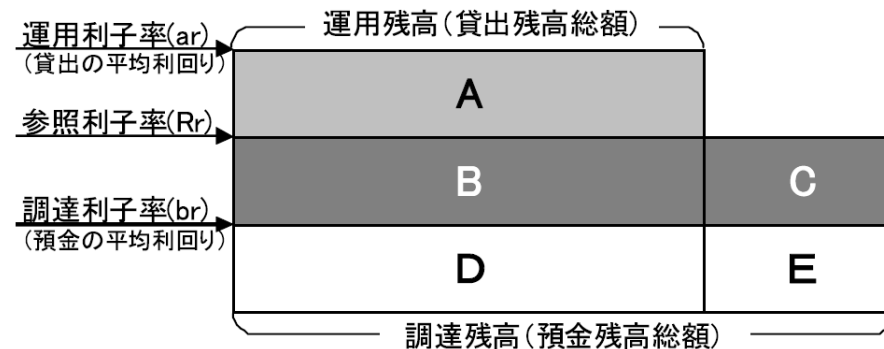 運用利子率(ar)
(貸出の平均利回り)
運用残高(貸出残高総額)
A
参照利子率(Rr)
B
C
調達利子率(br)
(預金の平均利回り)
D
E
調達残高(預金残高総額)